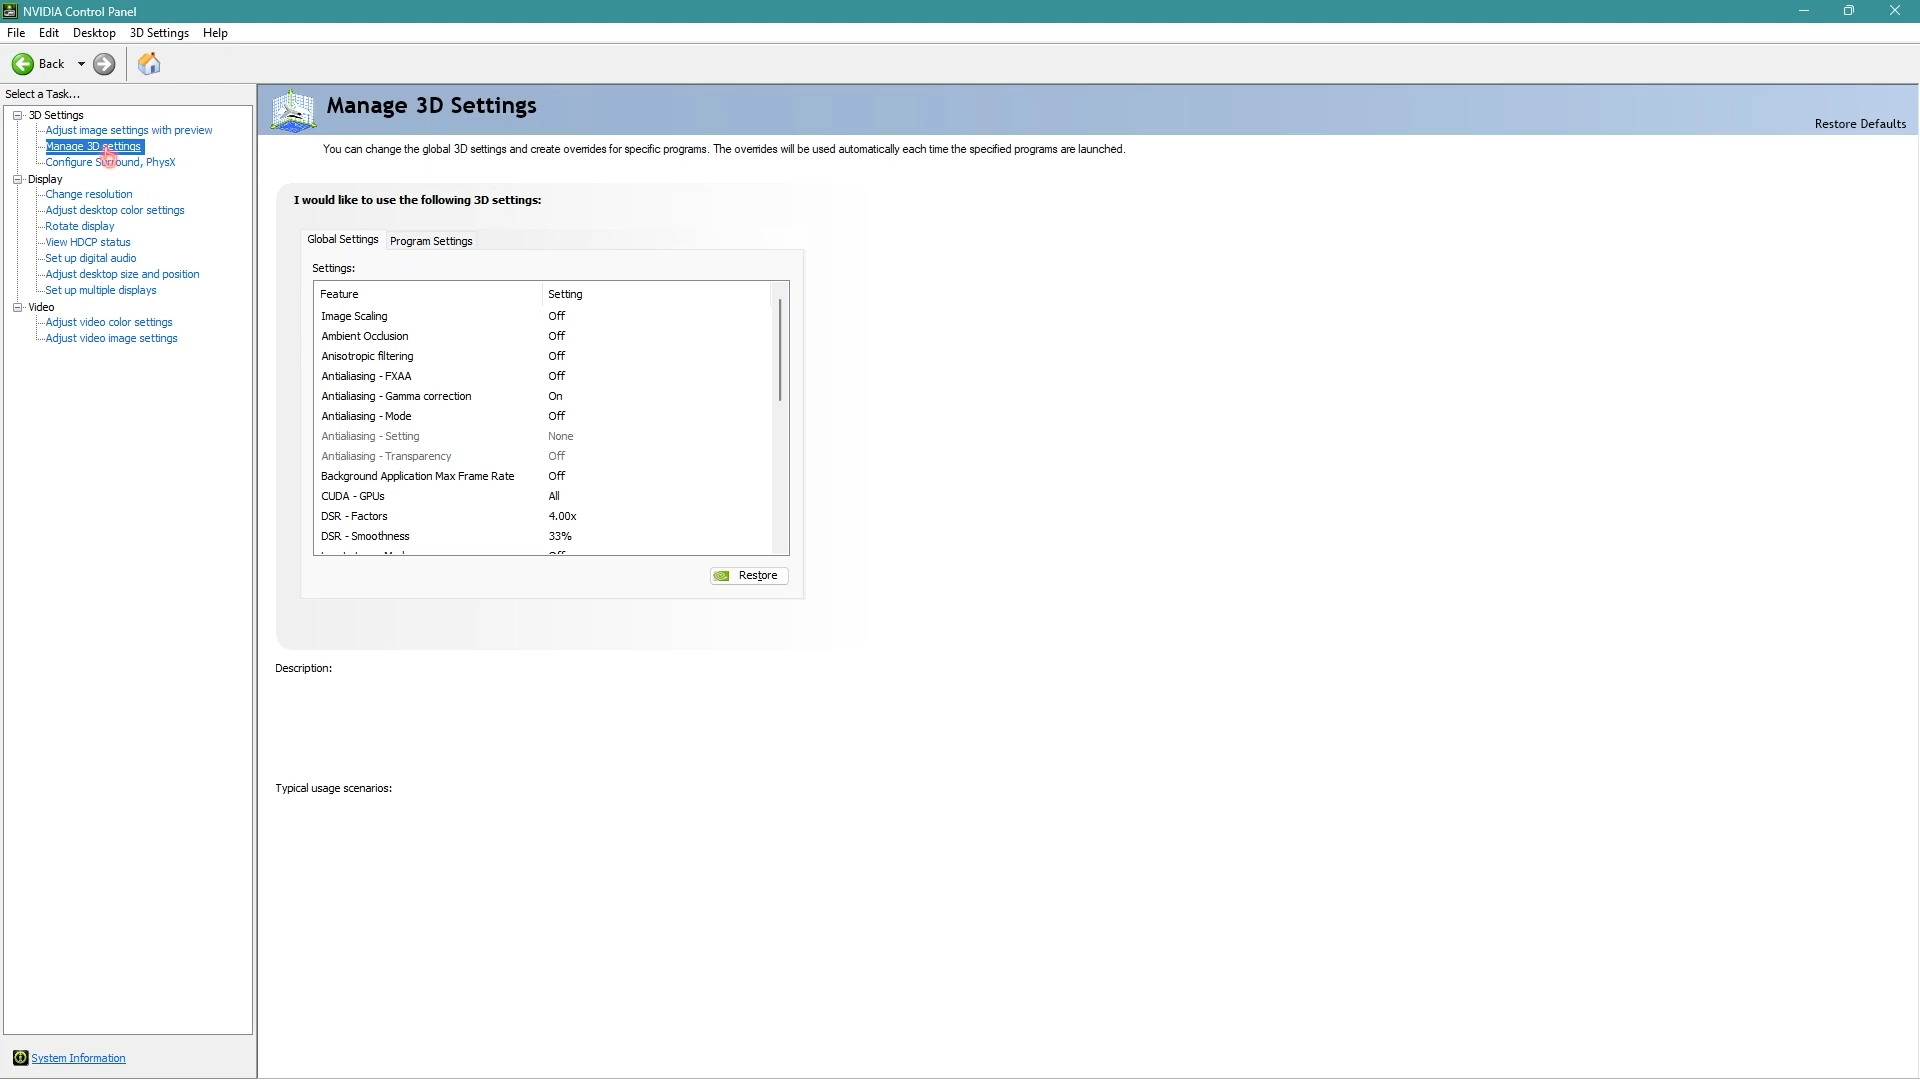 NVIDIA Control Panel
File Edit Desktop 3D Settings Help
Back
Select a Task...
3D Settings
Adjust image settings with preview
Manage 3D settings
Configure Surround, PhysX
Display
Change resolution
Adjust desktop color settings
Rotate display
View HDCP status
Set up digital audio
Adjust desktop size and position
Set up multiple displays
Video
Adjust video color settings
Adjust video image settings
System Information
Manage 3D Settings
Restore Defaults
You can change the global 3D settings and create overrides for specific programs. The overrides will be used automatically each time the specified programs are launched.
I would like to use the following 3D settings:
Global Settings Program Settings
Settings:
Feature Setting
Image Scaling Off
Ambient Occlusion Off
Anisotropic filtering Off
Antialiasing - FXAA Off
Antialiasing - Gamma correction On
Antialiasing - Mode Off
Antialiasing - Setting None
Antialiasing - Transparency Off
Background Application Max Frame Rate Off
CUDA - GPUs All
DSR - Factors 4.00x
DSR - Smoothness 33%
Restore
Description:
Typical usage scenarios: